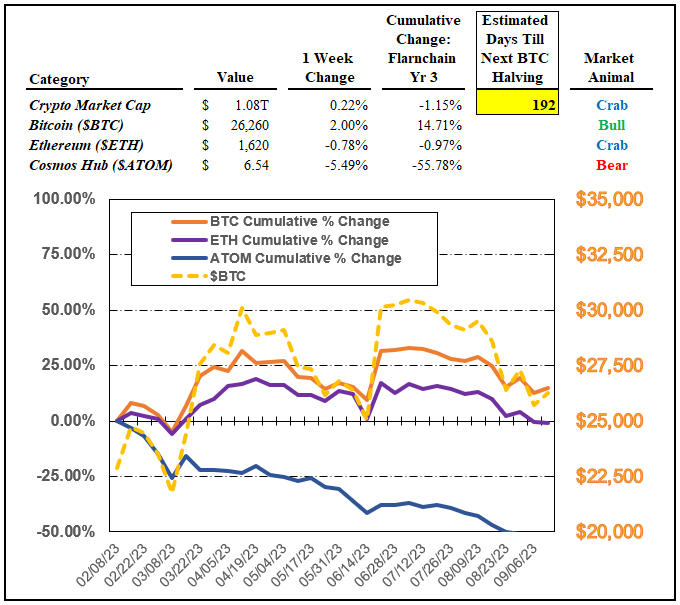 Category Value 1 Week Change Cumulative Change: Flarnchain Yr 3 Estimated Days Till Next BTC Halving Market Animal
Crypto Market Cap $ 1.08T 0.22% -1.15% 192 Crab
Bitcoin ($BTC) $ 26,260 2.00% 14.71% Bull
Ethereum ($ETH) $ 1,620 -0.78% -0.97% Crab
Cosmos Hub ($ATOM) $ 6.54 -5.49% -55.78% Bear
100.00% $35,000
BTC Cumulative % Change
ETH Cumulative % Change
75.00% $32,500
ATOM Cumulative % Change
$BTC
50.00% $30,000
25.00% $27,500
0.00% $25,000
-25.00% $22,500
-50.00% $20,000
02/08/23 02/22/23 03/08/23 03/22/23 04/05/23 04/19/23 05/04/23 05/17/23 05/31/23 06/14/23 06/28/23 07/12/23 07/26/23 08/09/23 08/23/23 09/06/23